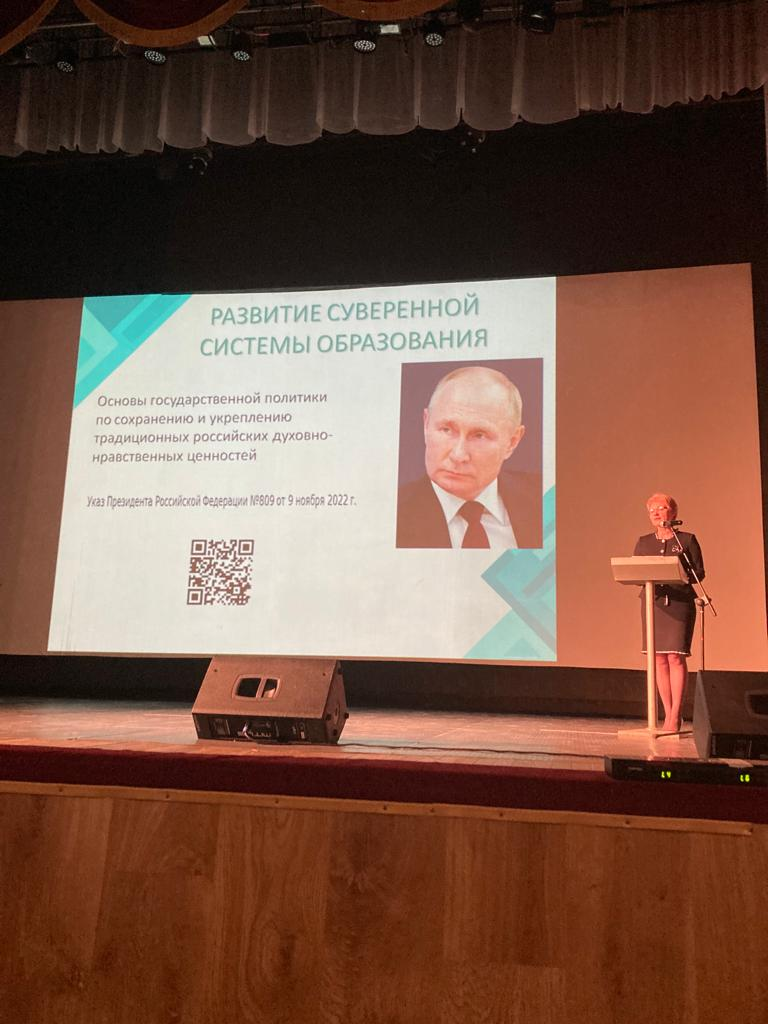 РАЗВИТИЕ СУВЕРЕННОЙ
СИСТЕМЫ ОБРАЗОВАНИЯ
Основы государственной политики
по сохранению и укреплению
традиционных российских духовно-
нравственных ценностей
Указ Президента Российской Федерации №809 от 9 ноября 2022 г.